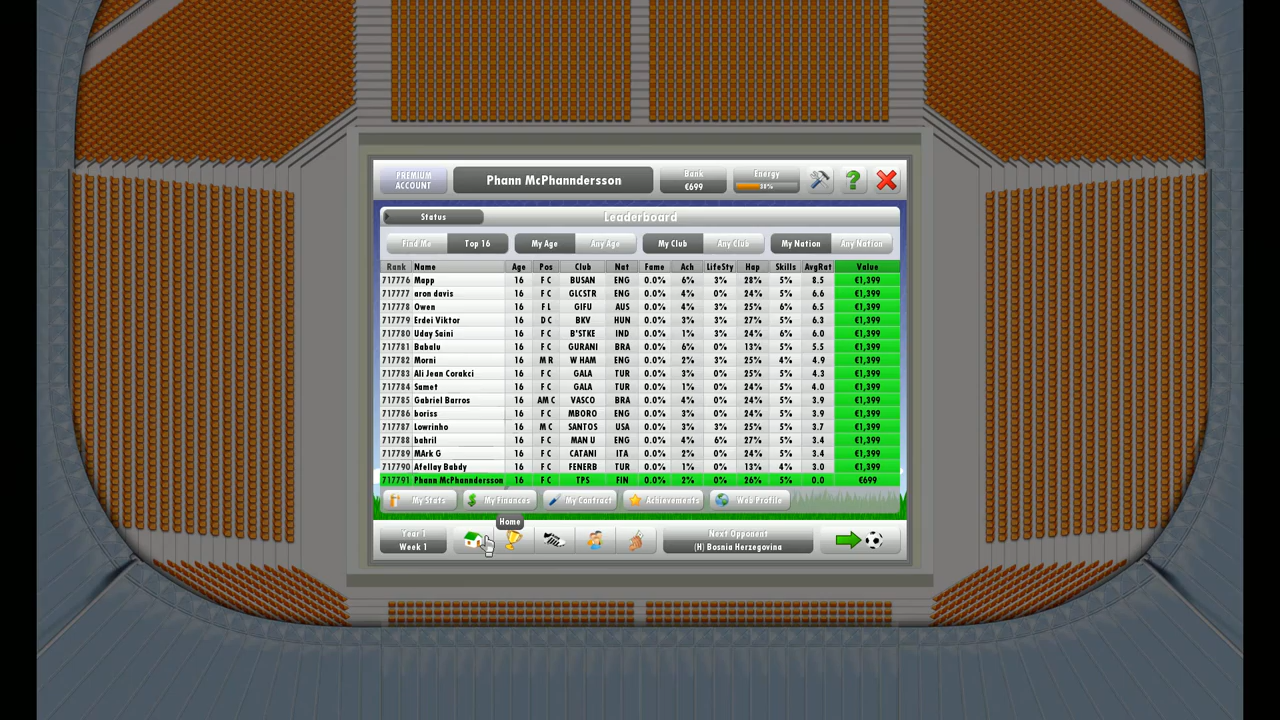 PREMIUM ACCOUNT
Phann McPhanndersson
Bank
€699
Energy
38%
?
Status
Leaderboard
Find Me Top 16 My Age Any Age My Club Any Club My Nation Any Nation
Rank Name Age Pos Club Nat Fame Ach LifeSty Hap Skills AvgRat Value
717776 Mapp 16 F C BUSAN ENG 0.0% 6% 3% 28% 5% 8.5 €1,399
717777 aron davis 16 F C GLCSTR ENG 0.0% 4% 0% 24% 5% 6.6 €1,399
717778 Owen 16 F L GIFU AUS 0.0% 4% 3% 25% 6% 6.5 €1,399
717779 Erdei Viktor 16 D C BKV HUN 0.0% 3% 3% 27% 5% 6.3 €1,399
717780 Uday Saini 16 F C B'STKE IND 0.0% 1% 3% 24% 6% 6.0 €1,399
717781 Babalu 16 F C GURANI BRA 0.0% 6% 0% 13% 5% 5.5 €1,399
717782 Morni 16 M R W HAM ENG 0.0% 2% 3% 25% 4% 4.9 €1,399
717783 Ali Jean Corakci 16 F C GALA TUR 0.0% 3% 0% 25% 5% 4.3 €1,399
717784 Samet 16 F C GALA TUR 0.0% 1% 0% 24% 5% 4.0 €1,399
717785 Gabriel Barros 16 AM C VASCO BRA 0.0% 4% 0% 24% 5% 3.9 €1,399
717786 boriss 16 F C MBORO ENG 0.0% 3% 0% 24% 5% 3.9 €1,399
717787 Lowrinho 16 M C SANTOS USA 0.0% 3% 3% 25% 5% 3.7 €1,399
717788 bahril 16 F C MAN U ENG 0.0% 4% 6% 27% 5% 3.4 €1,399
717789 MArk G 16 F C CATANI ITA 0.0% 2% 0% 24% 5% 3.4 €1,399
717790 Afellay Babdy 16 F C FENERB TUR 0.0% 1% 0% 13% 4% 3.0 €1,399
717791 Phann McPhanndersson 16 F C TPS FIN 0.0% 2% 0% 26% 5% 0.0 €699
My Stats My Finances My Contract Achievements Web Profile
Home
Year 1
Week 1
Next Opponent
(H) Bosnia Herzegovina